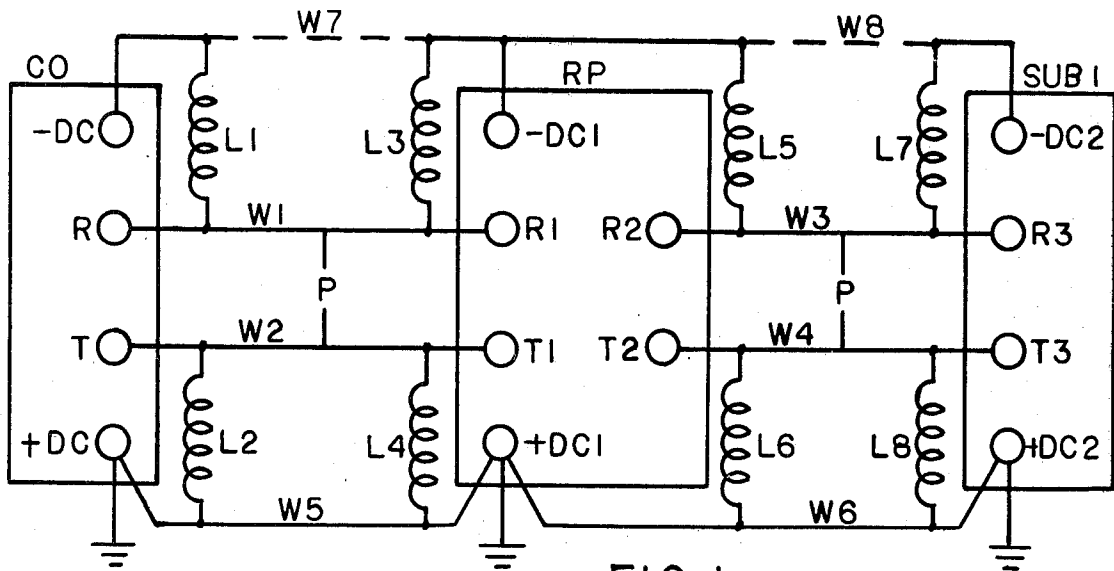 W7
W8
CO
RP
SUB1
-DC
L1
L3
-DC1
L5
L7
-DC2
R
W1
R1
R2
W3
R3
P
P
T
W2
T1
T2
W4
T3
+DC
L2
L4
+DC1
L6
L8
+DC2
W5
W6